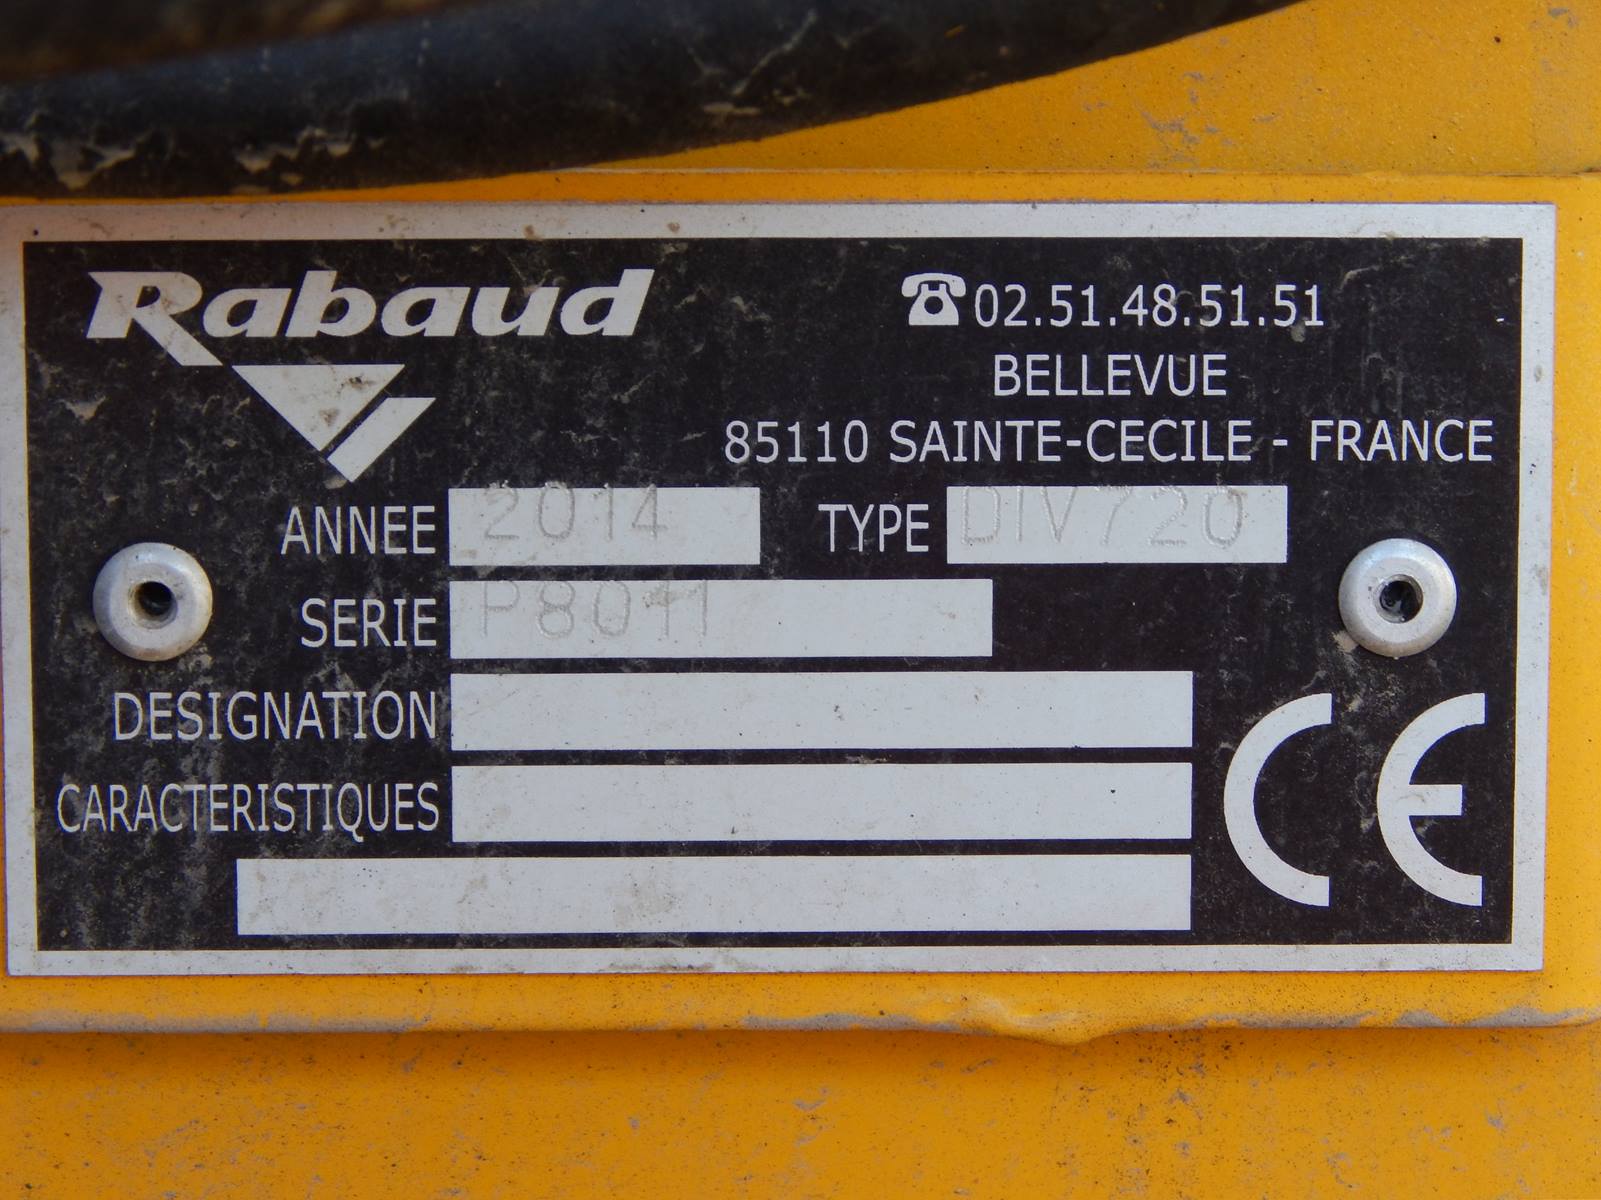 Rabaud
02.51.48.51.51
BELLEVUE
85110 SAINTE-CECILE - FRANCE
ANNEE 2014 TYPE DIV720
SERIE P8011
DESIGNATION
CARACTERISTIQUES
CE